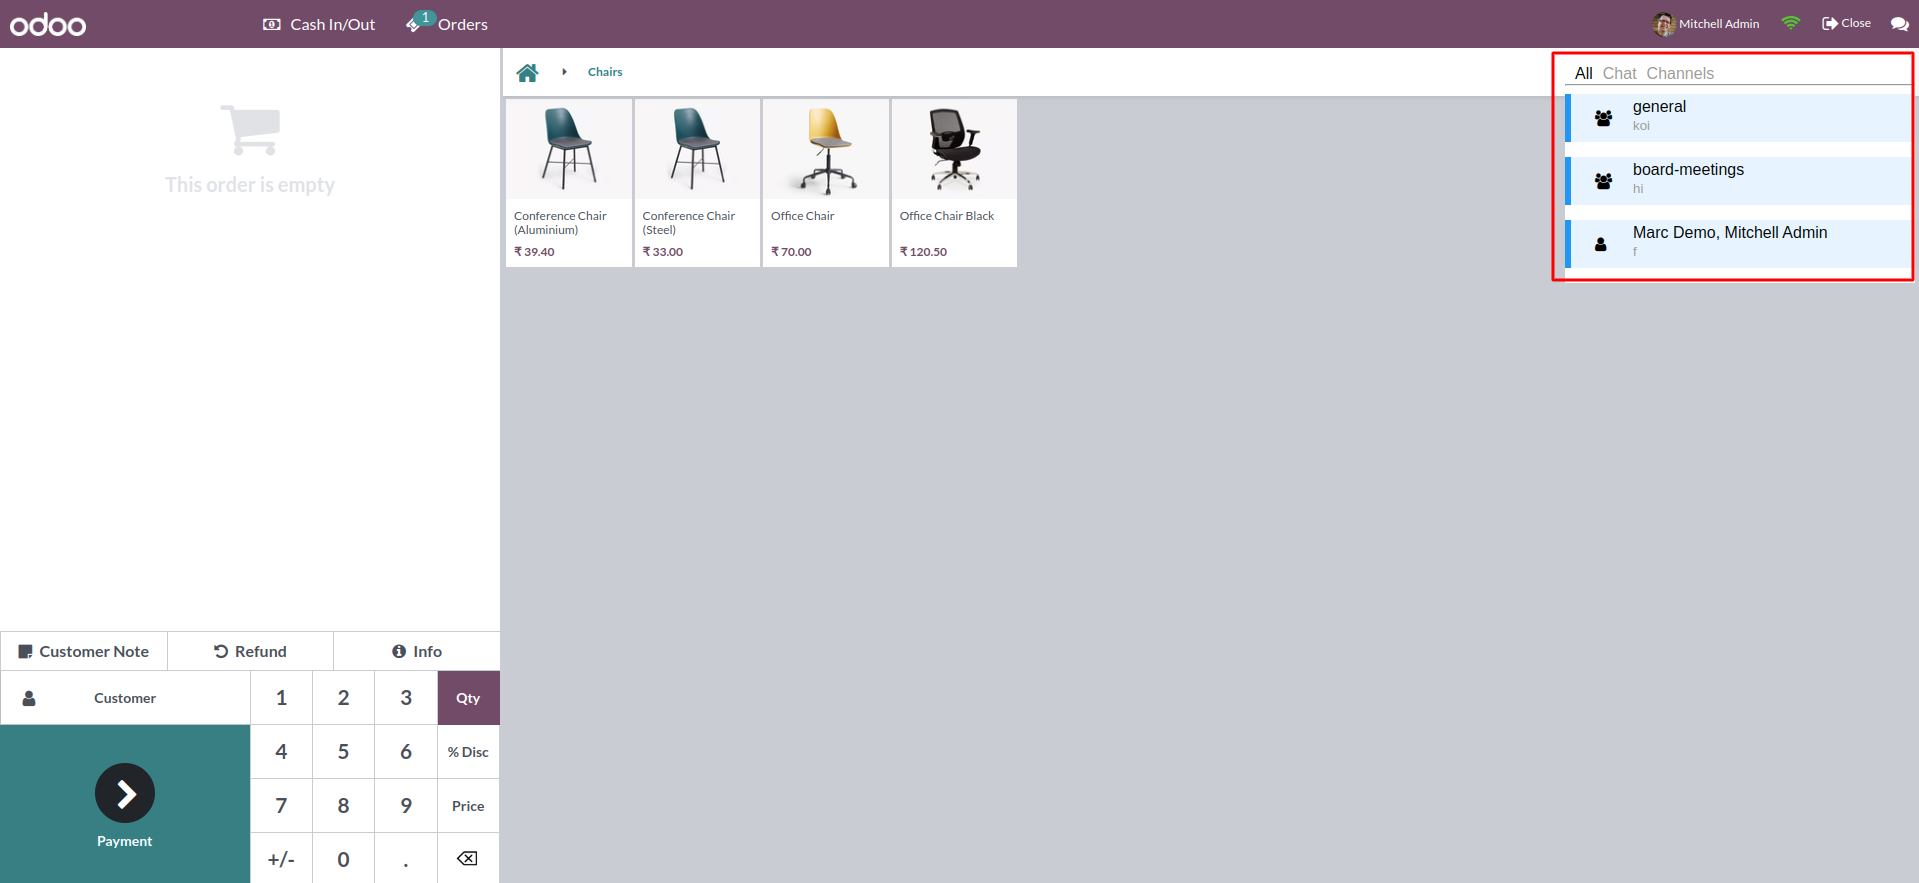 odoo
Cash In/Out
1
Orders
Mitchell Admin
Close
Chairs
All Chat Channels
general
koi
board-meetings
hi
Marc Demo, Mitchell Admin
f
This order is empty
Conference Chair
(Aluminium)
₹ 39.40
Conference Chair
(Steel)
₹ 33.00
Office Chair
₹ 70.00
Office Chair Black
₹ 120.50
Customer Note
Refund
Info
Customer
1 2 3 Qty
4 5 6 % Disc
7 8 9 Price
+/- 0 .
Payment